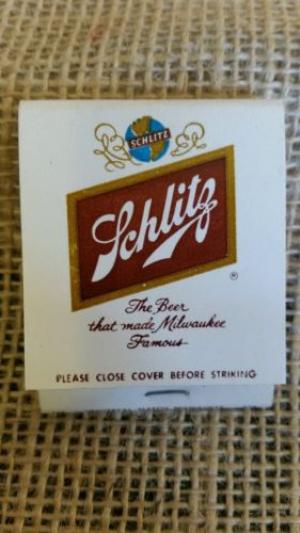 SCHLITZ
Schlitz
®
The Beer
that made Milwaukee
Famous
PLEASE CLOSE COVER BEFORE STRIKING